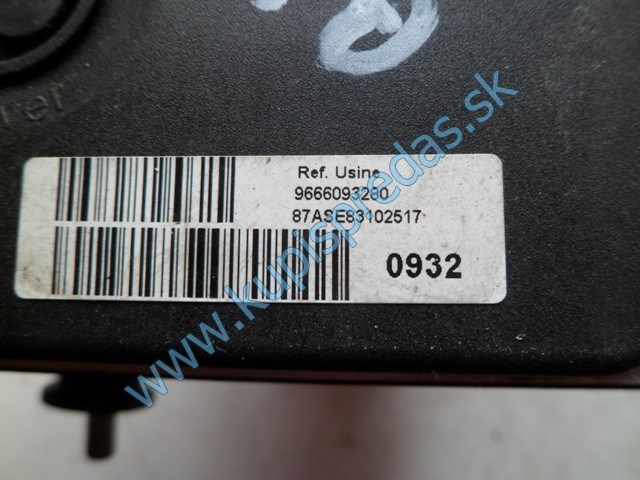 Ref. Usine
9666093280
87ASE83102517
0932
www.kupispredas.sk